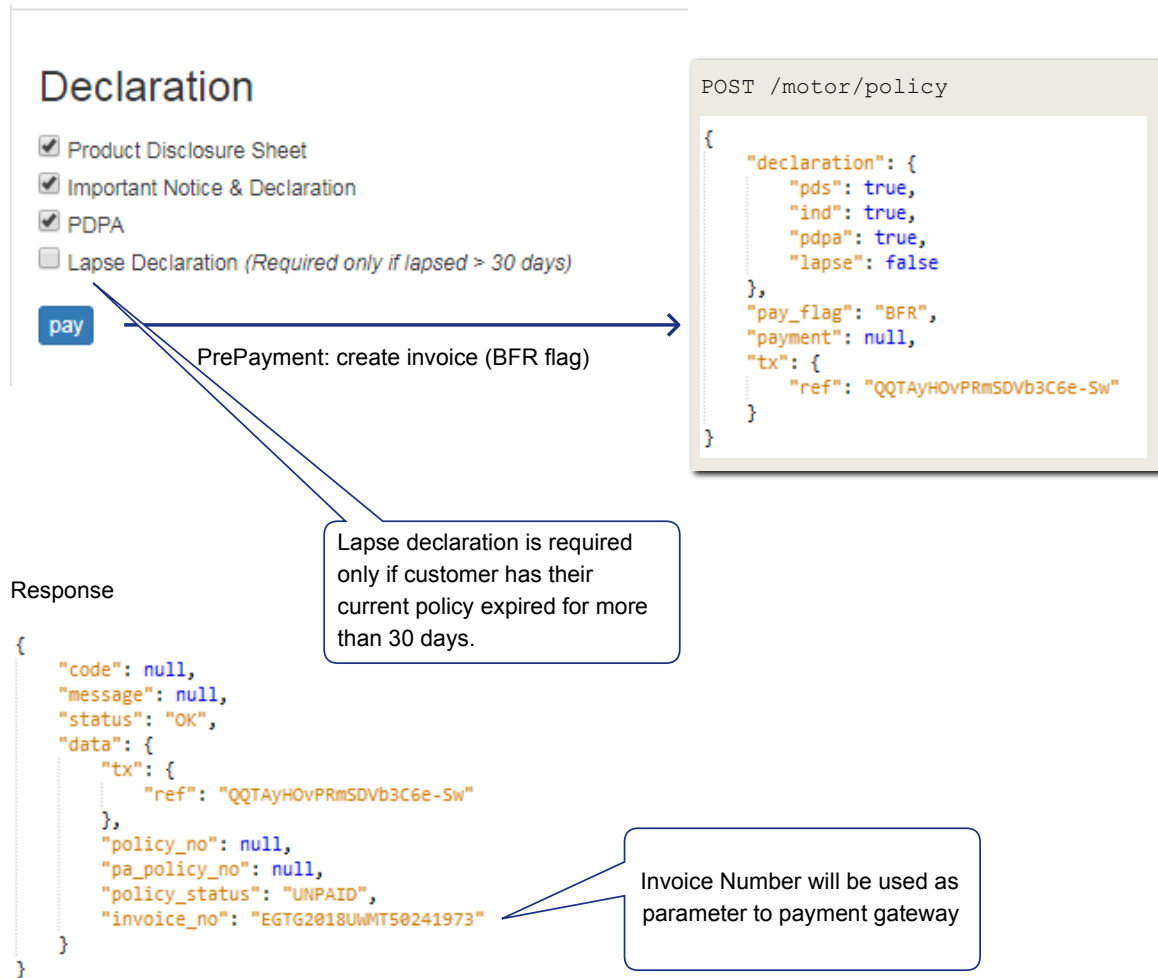 Declaration
Product Disclosure Sheet
Important Notice & Declaration
PDPA
Lapse Declaration (Required only if lapsed > 30 days)
pay
PrePayment: create invoice (BFR flag)
POST /motor/policy
{
"declaration": {
"pds": true,
"ind": true,
"pdpa": true,
"lapse": false
},
"pay_flag": "BFR",
"payment": null,
"tx": {
"ref": "QQTAyHOvPRmSDVb3C6e-Sw"
}
}
Lapse declaration is required
only if customer has their
current policy expired for more
than 30 days.
Response
{
"code": null,
"message": null,
"status": "OK",
"data": {
"tx": {
"ref": "QQTAyHOvPRmSDVb3C6e-Sw"
},
"policy_no": null,
"pa_policy_no": null,
"policy_status": "UNPAID",
"invoice_no": "EGTG2018UWMT50241973"
}
}
Invoice Number will be used as
parameter to payment gateway